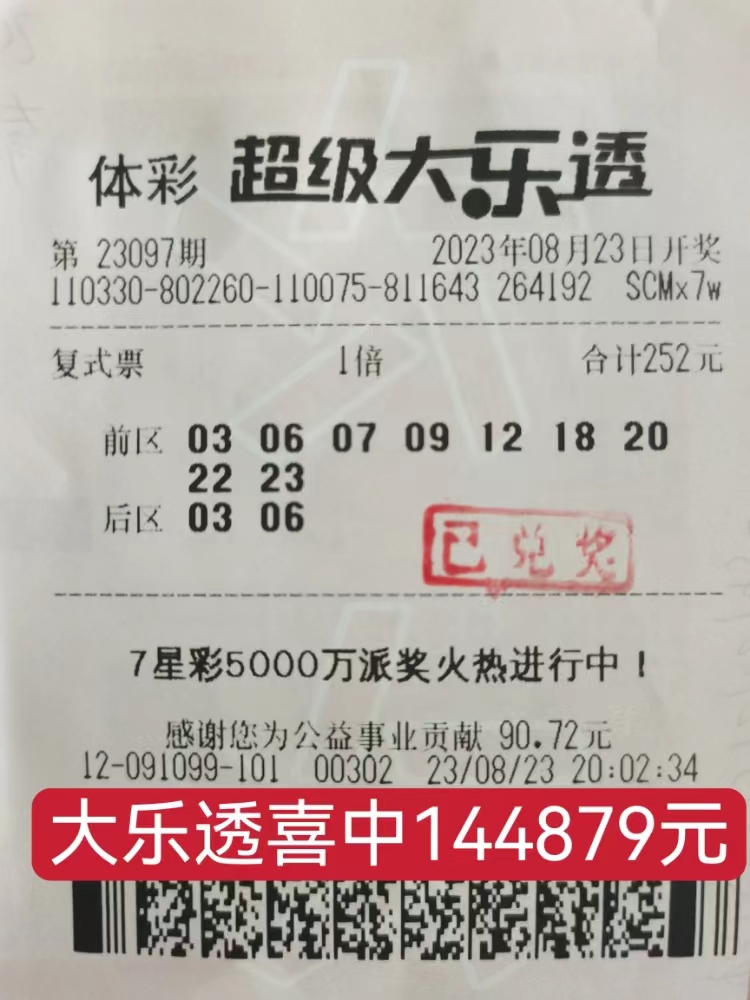 体彩 超级大乐透
第 23097期 2023年08月23日开奖
110330-802260-110075-811643 264192 SCMx7w
复式票 1倍 合计252元
前区 03 06 07 09 12 18 20
22 23
后区 03 06
已兑奖
7星彩5000万派奖火热进行中！
感谢您为公益事业贡献 90.72元
12-091099-101 00302 23/08/23 20:02:34
大乐透喜中144879元